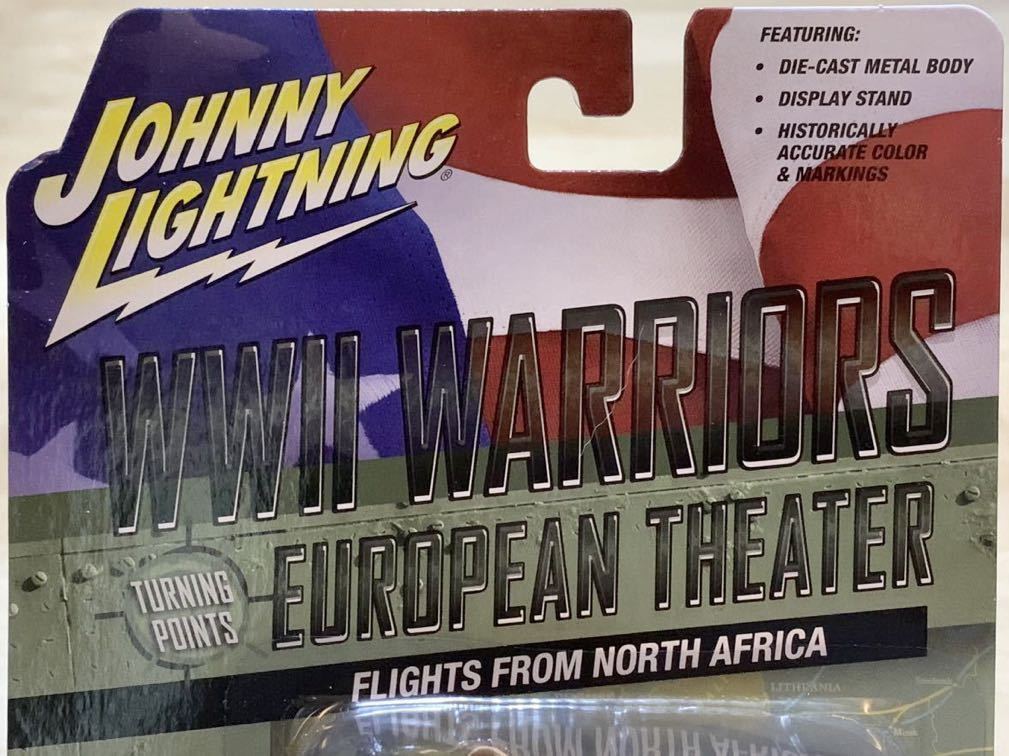 JOHNNY
LIGHTNING®
FEATURING:
• DIE-CAST METAL BODY
• DISPLAY STAND
• HISTORICALLY
ACCURATE COLOR
& MARKINGS
WWII WARRIORS
EUROPEAN THEATER
TURNING
POINTS
FLIGHTS FROM NORTH AFRICA
LITHUANIA
Minsk